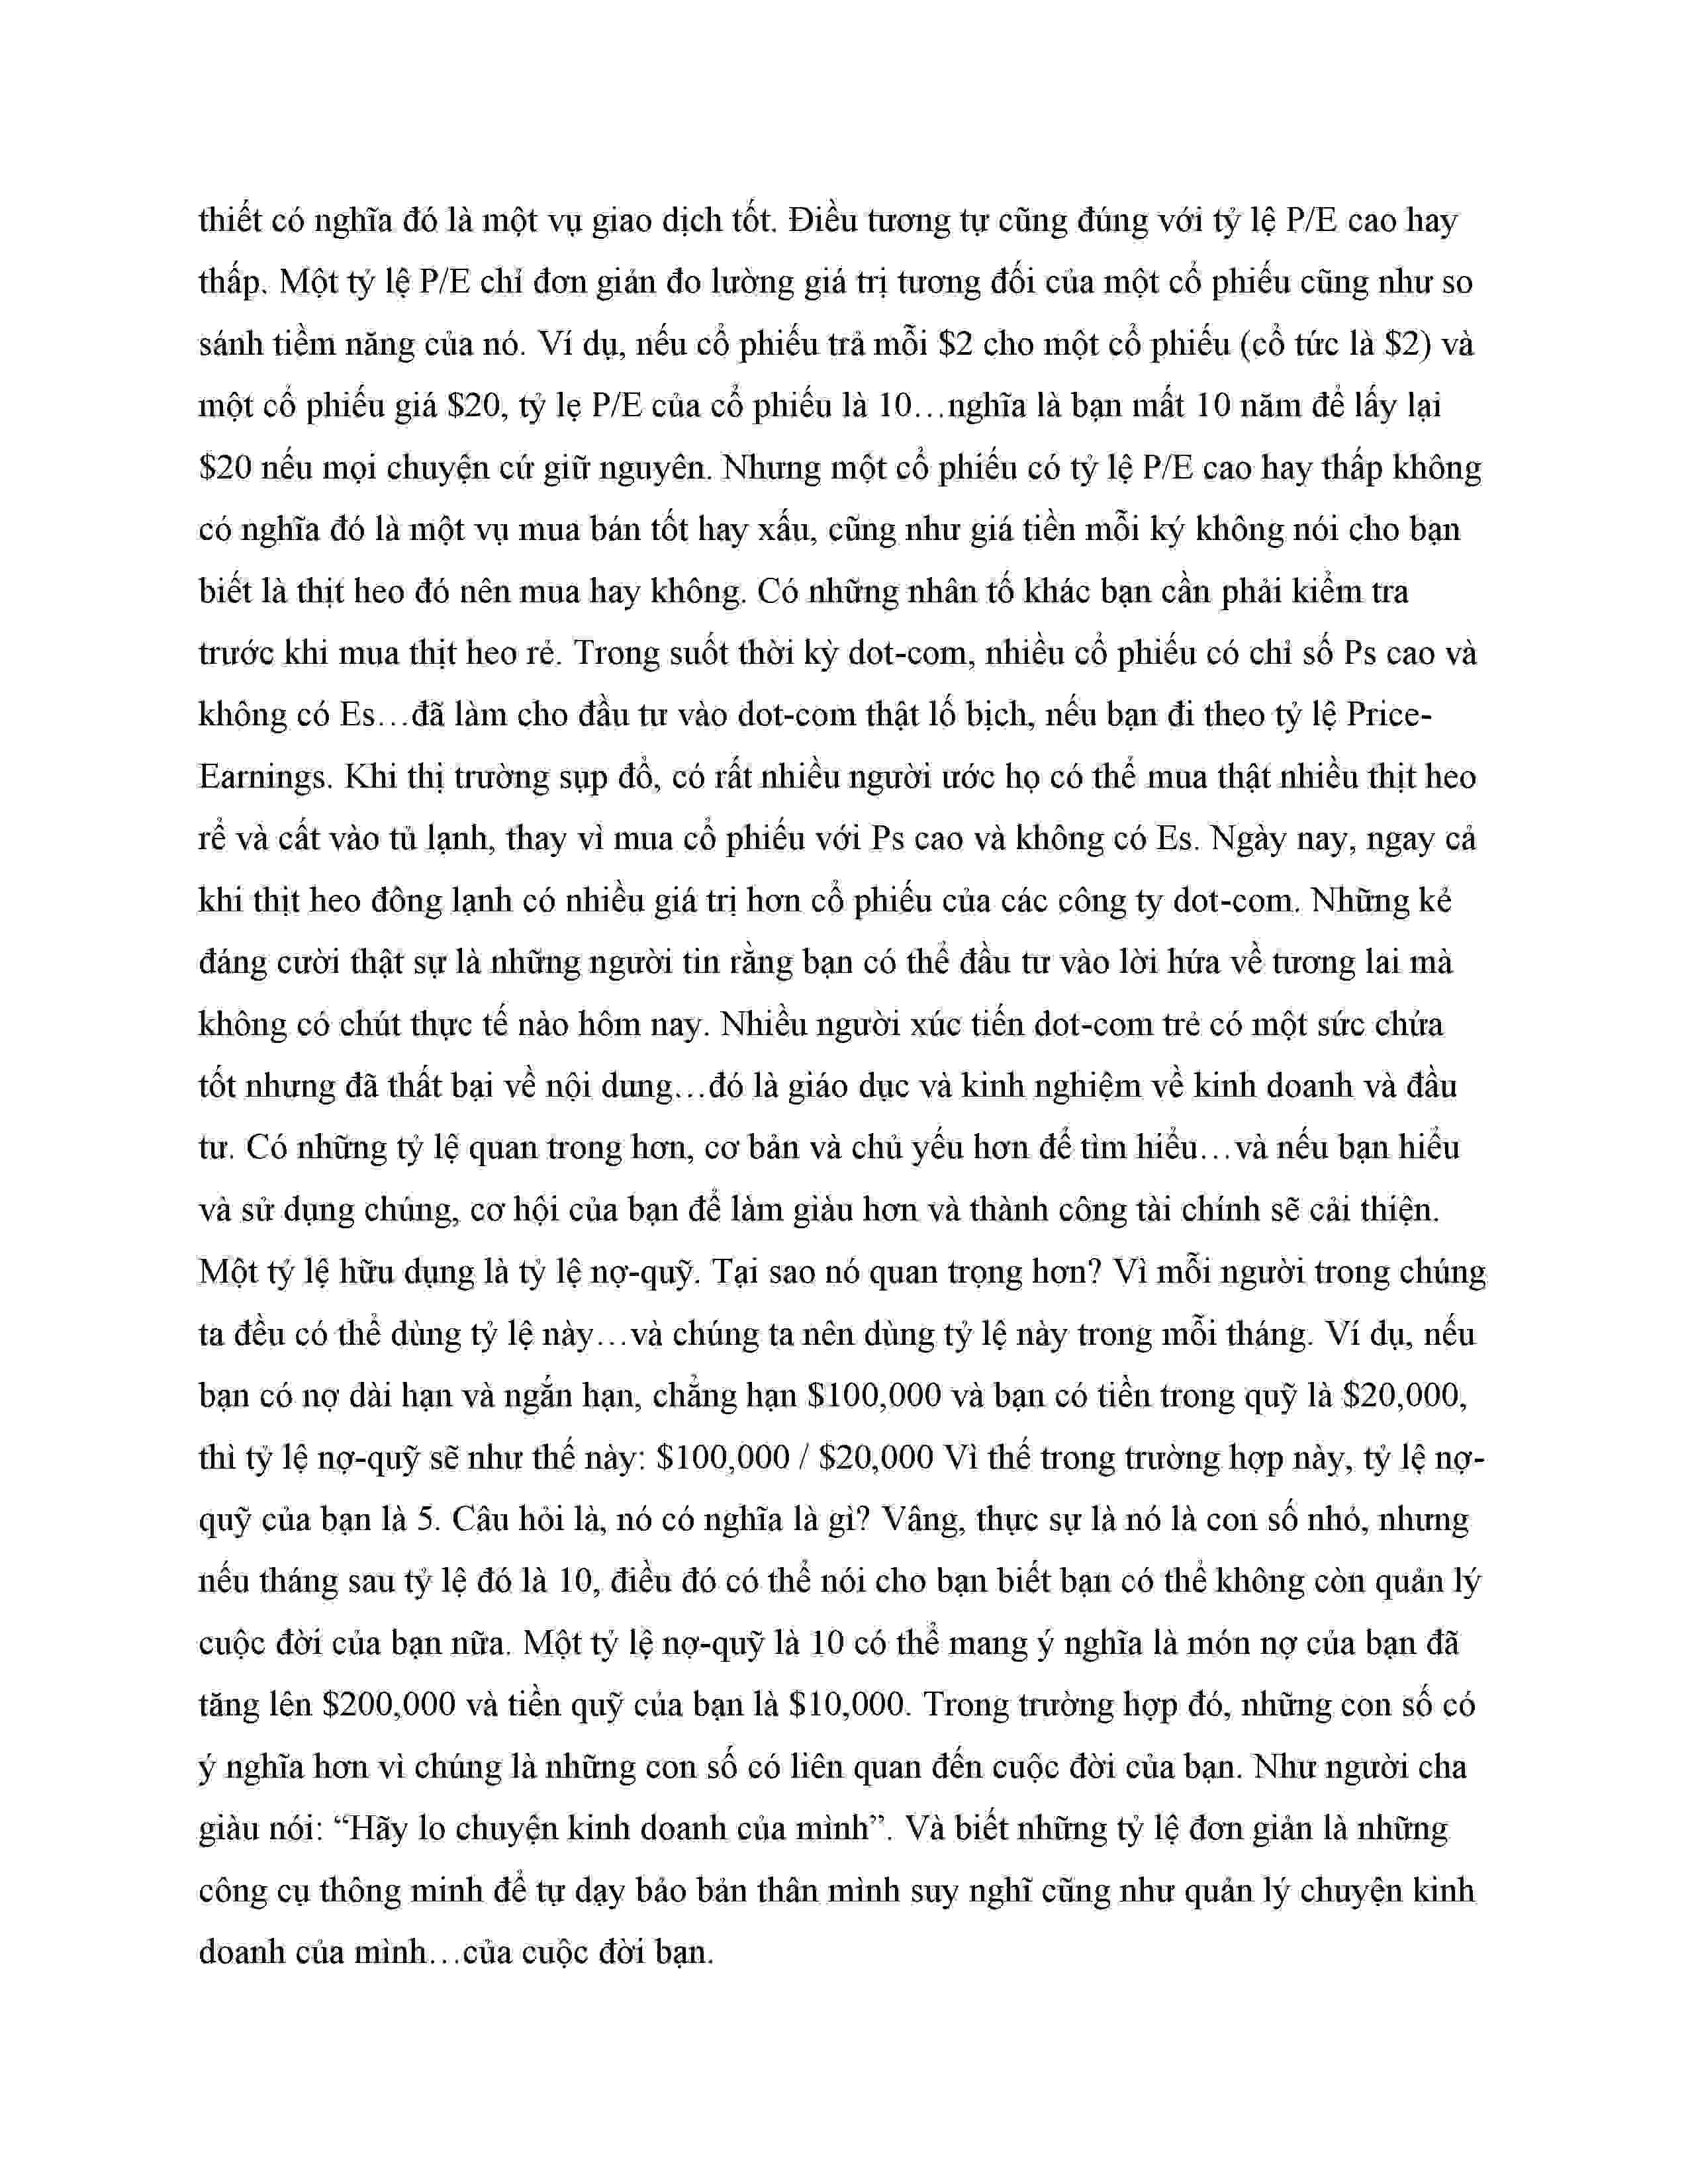 thiết có nghĩa đó là một vụ giao dịch tốt. Điều tương tự cũng đúng với tỷ lệ P/E cao hay
thấp. Một tỷ lệ P/E chỉ đơn giản đo lường giá trị tương đối của một cổ phiếu cũng như so
sánh tiềm năng của nó. Ví dụ, nếu cổ phiếu trả mỗi $2 cho một cổ phiếu (cổ tức là $2) và
một cổ phiếu giá $20, tỷ lẹ P/E của cổ phiếu là 10…nghĩa là bạn mất 10 năm để lấy lại
$20 nếu mọi chuyện cứ giữ nguyên. Nhưng một cổ phiếu có tỷ lệ P/E cao hay thấp không
có nghĩa đó là một vụ mua bán tốt hay xấu, cũng như giá tiền mỗi ký không nói cho bạn
biết là thịt heo đó nên mua hay không. Có những nhân tố khác bạn cần phải kiểm tra
trước khi mua thịt heo rẻ. Trong suốt thời kỳ dot-com, nhiều cổ phiếu có chỉ số Ps cao và
không có Es…đã làm cho đầu tư vào dot-com thật lố bịch, nếu bạn đi theo tỷ lệ Price-
Earnings. Khi thị trường sụp đổ, có rất nhiều người ước họ có thể mua thật nhiều thịt heo
rể và cất vào tủ lạnh, thay vì mua cổ phiếu với Ps cao và không có Es. Ngày nay, ngay cả
khi thịt heo đông lạnh có nhiều giá trị hơn cổ phiếu của các công ty dot-com. Những kẻ
đáng cười thật sự là những người tin rằng bạn có thể đầu tư vào lời hứa về tương lai mà
không có chút thực tế nào hôm nay. Nhiều người xúc tiến dot-com trẻ có một sức chứa
tốt nhưng đã thất bại về nội dung…đó là giáo dục và kinh nghiệm về kinh doanh và đầu
tư. Có những tỷ lệ quan trong hơn, cơ bản và chủ yếu hơn để tìm hiểu…và nếu bạn hiểu
và sử dụng chúng, cơ hội của bạn để làm giàu hơn và thành công tài chính sẽ cải thiện.
Một tỷ lệ hữu dụng là tỷ lệ nợ-quỹ. Tại sao nó quan trọng hơn? Vì mỗi người trong chúng
ta đều có thể dùng tỷ lệ này…và chúng ta nên dùng tỷ lệ này trong mỗi tháng. Ví dụ, nếu
bạn có nợ dài hạn và ngắn hạn, chẳng hạn $100,000 và bạn có tiền trong quỹ là $20,000,
thì tỷ lệ nợ-quỹ sẽ như thế này: $100,000 / $20,000 Vì thế trong trường hợp này, tỷ lệ nợ-
quỹ của bạn là 5. Câu hỏi là, nó có nghĩa là gì? Vâng, thực sự là nó là con số nhỏ, nhưng
nếu tháng sau tỷ lệ đó là 10, điều đó có thể nói cho bạn biết bạn có thể không còn quản lý
cuộc đời của bạn nữa. Một tỷ lệ nợ-quỹ là 10 có thể mang ý nghĩa là món nợ của bạn đã
tăng lên $200,000 và tiền quỹ của bạn là $10,000. Trong trường hợp đó, những con số có
ý nghĩa hơn vì chúng là những con số có liên quan đến cuộc đời của bạn. Như người cha
giàu nói: “Hãy lo chuyện kinh doanh của mình”. Và biết những tỷ lệ đơn giản là những
công cụ thông minh để tự dạy bảo bản thân mình suy nghĩ cũng như quản lý chuyện kinh
doanh của mình…của cuộc đời bạn.